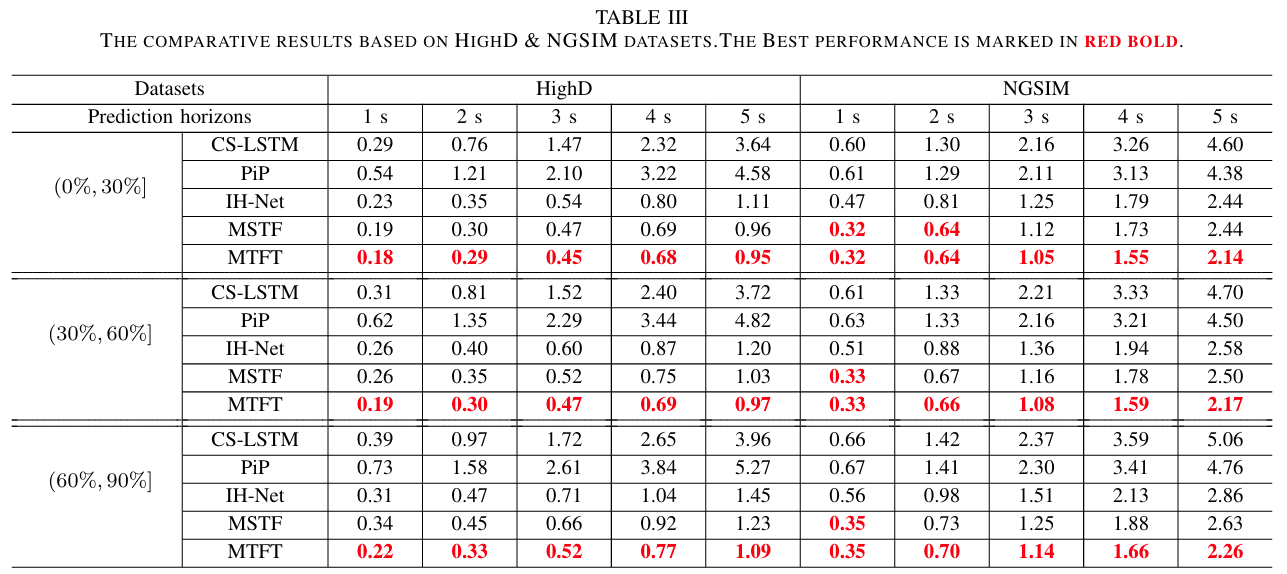 TABLE III
THE COMPARATIVE RESULTS BASED ON HIGHD & NGSIM DATASETS.THE BEST PERFORMANCE IS MARKED IN RED BOLD.
Datasets HighD NGSIM
Prediction horizons 1 s 2 s 3 s 4 s 5 s 1 s 2 s 3 s 4 s 5 s
(0%, 30%]
CS-LSTM 0.29 0.76 1.47 2.32 3.64 0.60 1.30 2.16 3.26 4.60
PiP 0.54 1.21 2.10 3.22 4.58 0.61 1.29 2.11 3.13 4.38
IH-Net 0.23 0.35 0.54 0.80 1.11 0.47 0.81 1.25 1.79 2.44
MSTF 0.19 0.30 0.47 0.69 0.96 0.32 0.64 1.12 1.73 2.44
MTFT 0.18 0.29 0.45 0.68 0.95 0.32 0.64 1.05 1.55 2.14
(30%, 60%]
CS-LSTM 0.31 0.81 1.52 2.40 3.72 0.61 1.33 2.21 3.33 4.70
PiP 0.62 1.35 2.29 3.44 4.82 0.63 1.33 2.16 3.21 4.50
IH-Net 0.26 0.40 0.60 0.87 1.20 0.51 0.88 1.36 1.94 2.58
MSTF 0.26 0.35 0.52 0.75 1.03 0.33 0.67 1.16 1.78 2.50
MTFT 0.19 0.30 0.47 0.69 0.97 0.33 0.66 1.08 1.59 2.17
(60%, 90%]
CS-LSTM 0.39 0.97 1.72 2.65 3.96 0.66 1.42 2.37 3.59 5.06
PiP 0.73 1.58 2.61 3.84 5.27 0.67 1.41 2.30 3.41 4.76
IH-Net 0.31 0.47 0.71 1.04 1.45 0.56 0.98 1.51 2.13 2.86
MSTF 0.34 0.45 0.66 0.92 1.23 0.35 0.73 1.25 1.88 2.63
MTFT 0.22 0.33 0.52 0.77 1.09 0.35 0.70 1.14 1.66 2.26